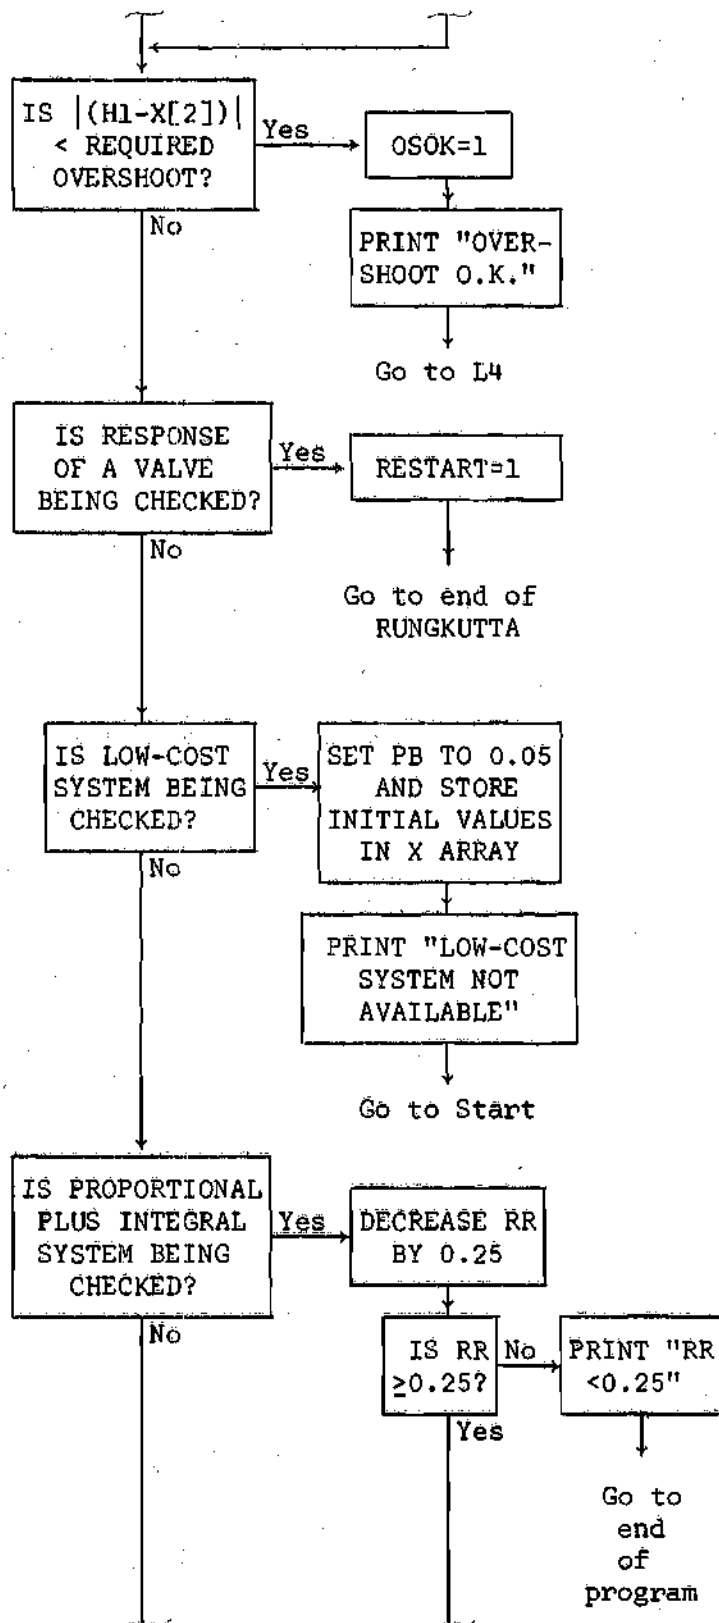 IS |(H1-X[2])|
< REQUIRED
OVERSHOOT?
Yes
OSOK=1
No
PRINT "OVER-
SHOOT O.K."
Go to L4
IS RESPONSE
OF A VALVE
BEING CHECKED?
Yes
RESTART=1
No
Go to end of
RUNGKUTTA
IS LOW-COST
SYSTEM BEING
CHECKED?
Yes
SET PB TO 0.05
AND STORE
INITIAL VALUES
IN X ARRAY
No
PRINT "LOW-COST
SYSTEM NOT
AVAILABLE"
Go to Start
IS PROPORTIONAL
PLUS INTEGRAL
SYSTEM BEING
CHECKED?
Yes
DECREASE RR
BY 0.25
No
IS RR
≥0.25?
No
PRINT "RR
<0.25"
Yes
Go to
end
of
program